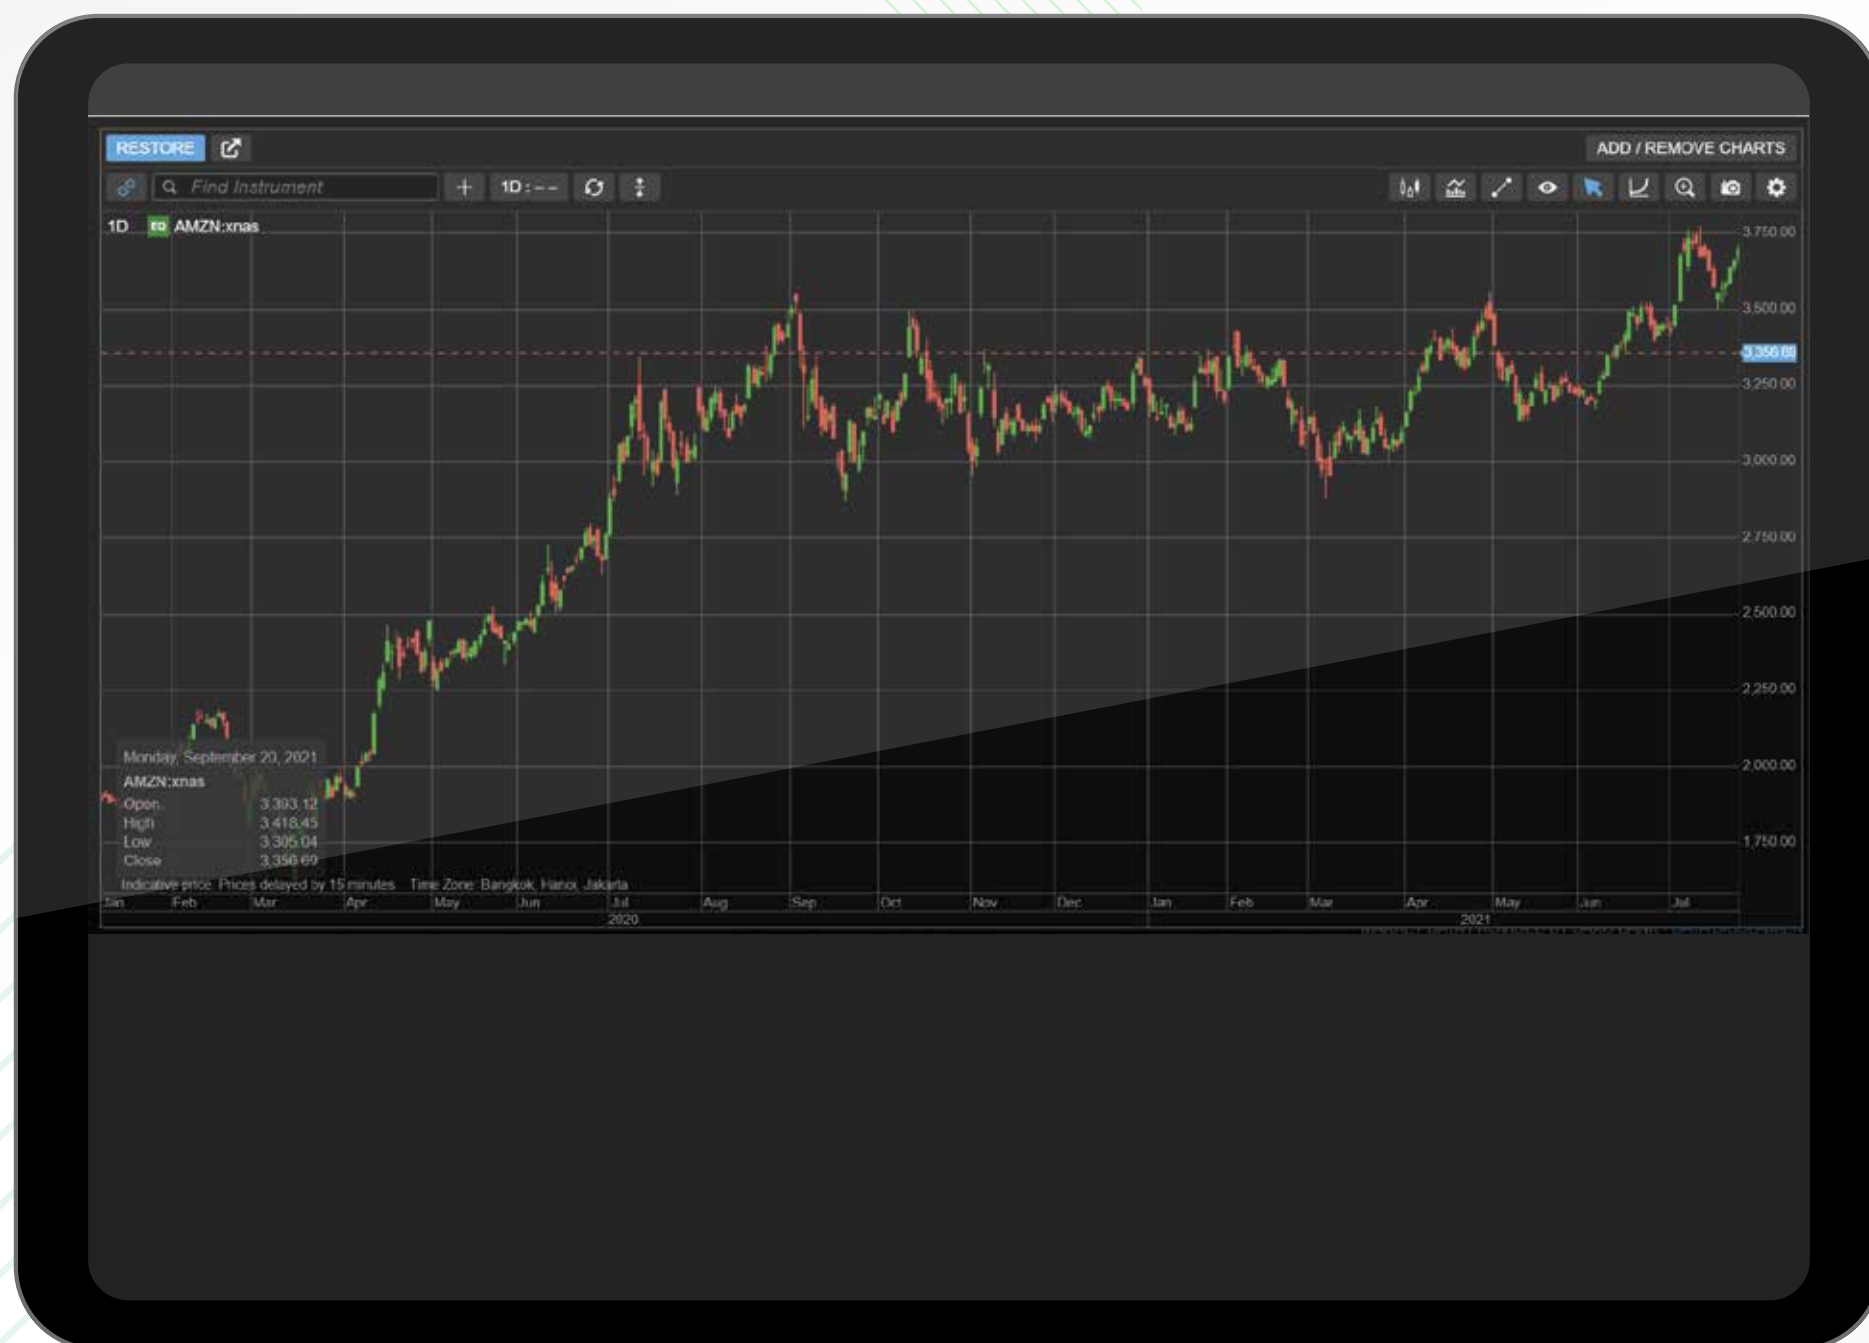 RESTORE
ADD / REMOVE CHARTS
Find Instrument
1D : – –
1D EQ AMZN:xnas
3,750.00
3,500.00
3,356.69
3,250.00
3,000.00
2,750.00
2,500.00
2,250.00
2,000.00
1,750.00
Monday, September 20, 2021
AMZN:xnas
Open 3,393.12
High 3,418.45
Low 3,305.04
Close 3,356.69
Indicative price. Prices delayed by 15 minutes Time Zone: Bangkok, Hanoi, Jakarta
Jan Feb Mar Apr May Jun Jul Aug Sep Oct Nov Dec Jan Feb Mar Apr May Jun Jul
2020 2021